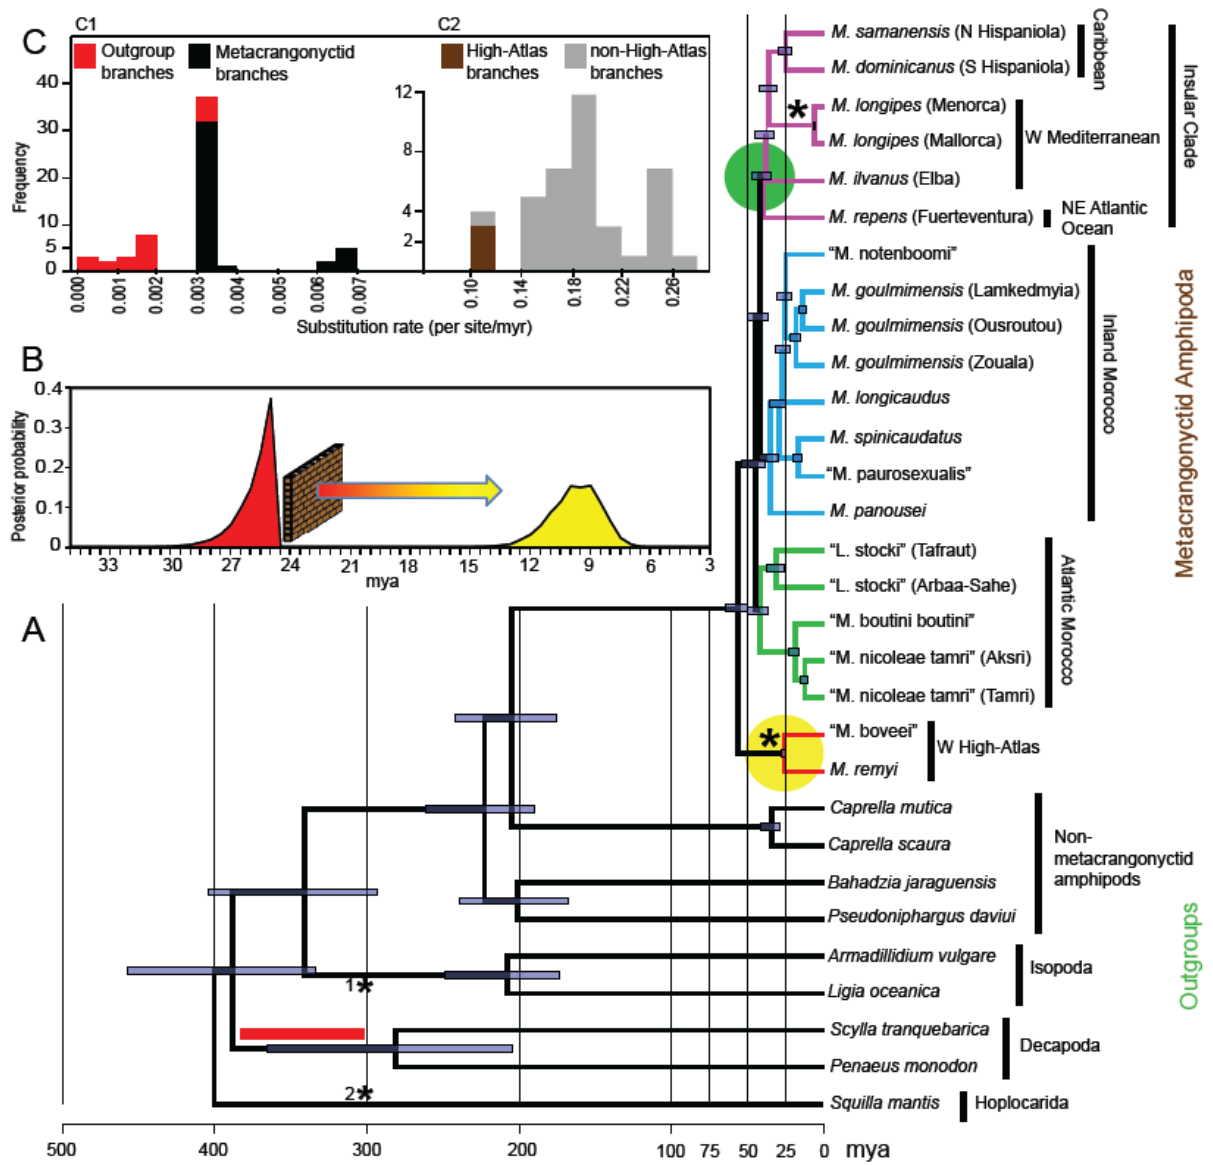 C1
C2
C
Outgroup
branches
Metacrangonyctid
branches
High-Atlas
branches
non-High-Atlas
branches
Frequency
40
30
20
10
5
0
12
8
4
2
0.000
0.001
0.002
0.003
0.004
0.005
0.006
0.007
0.10
0.14
0.18
0.22
0.26
Substitution rate (per site/myr)
B
Posterior probability
0.4
0.3
0.2
0.1
0
33
30
27
24
21
18
15
12
9
6
3
mya
A
M. samanensis (N Hispaniola)
M. dominicanus (S Hispaniola)
*
M. longipes (Menorca)
M. longipes (Mallorca)
M. ilvanus (Elba)
M. repens (Fuerteventura)
"M. notenboomi"
M. goulmimensis (Lamkedmyia)
M. goulmimensis (Ousroutou)
M. goulmimensis (Zouala)
M. longicaudus
M. spinicaudatus
"M. paurosexualis"
M. panousei
"L. stocki" (Tafraut)
"L. stocki" (Arbaa-Sahe)
"M. boutini boutini"
"M. nicoleae tamri" (Aksri)
"M. nicoleae tamri" (Tamri)
*
"M. boveei"
M. remyi
Caprella mutica
Caprella scaura
Bahadzia jaraguensis
Pseudoniphargus daviui
Armadillidium vulgare
Ligia oceanica
Scylla tranquebarica
Penaeus monodon
Squilla mantis
Caribbean
W Mediterranean
NE Atlantic
Ocean
Insular Clade
Inland Morocco
Atlantic Morocco
W High-Atlas
Metacrangonyctid Amphipoda
Non-
metacrangonyctid
amphipods
Isopoda
Decapoda
Hoplocarida
Outgroups
1*
2*
500
400
300
200
100
75
50
25
0
mya